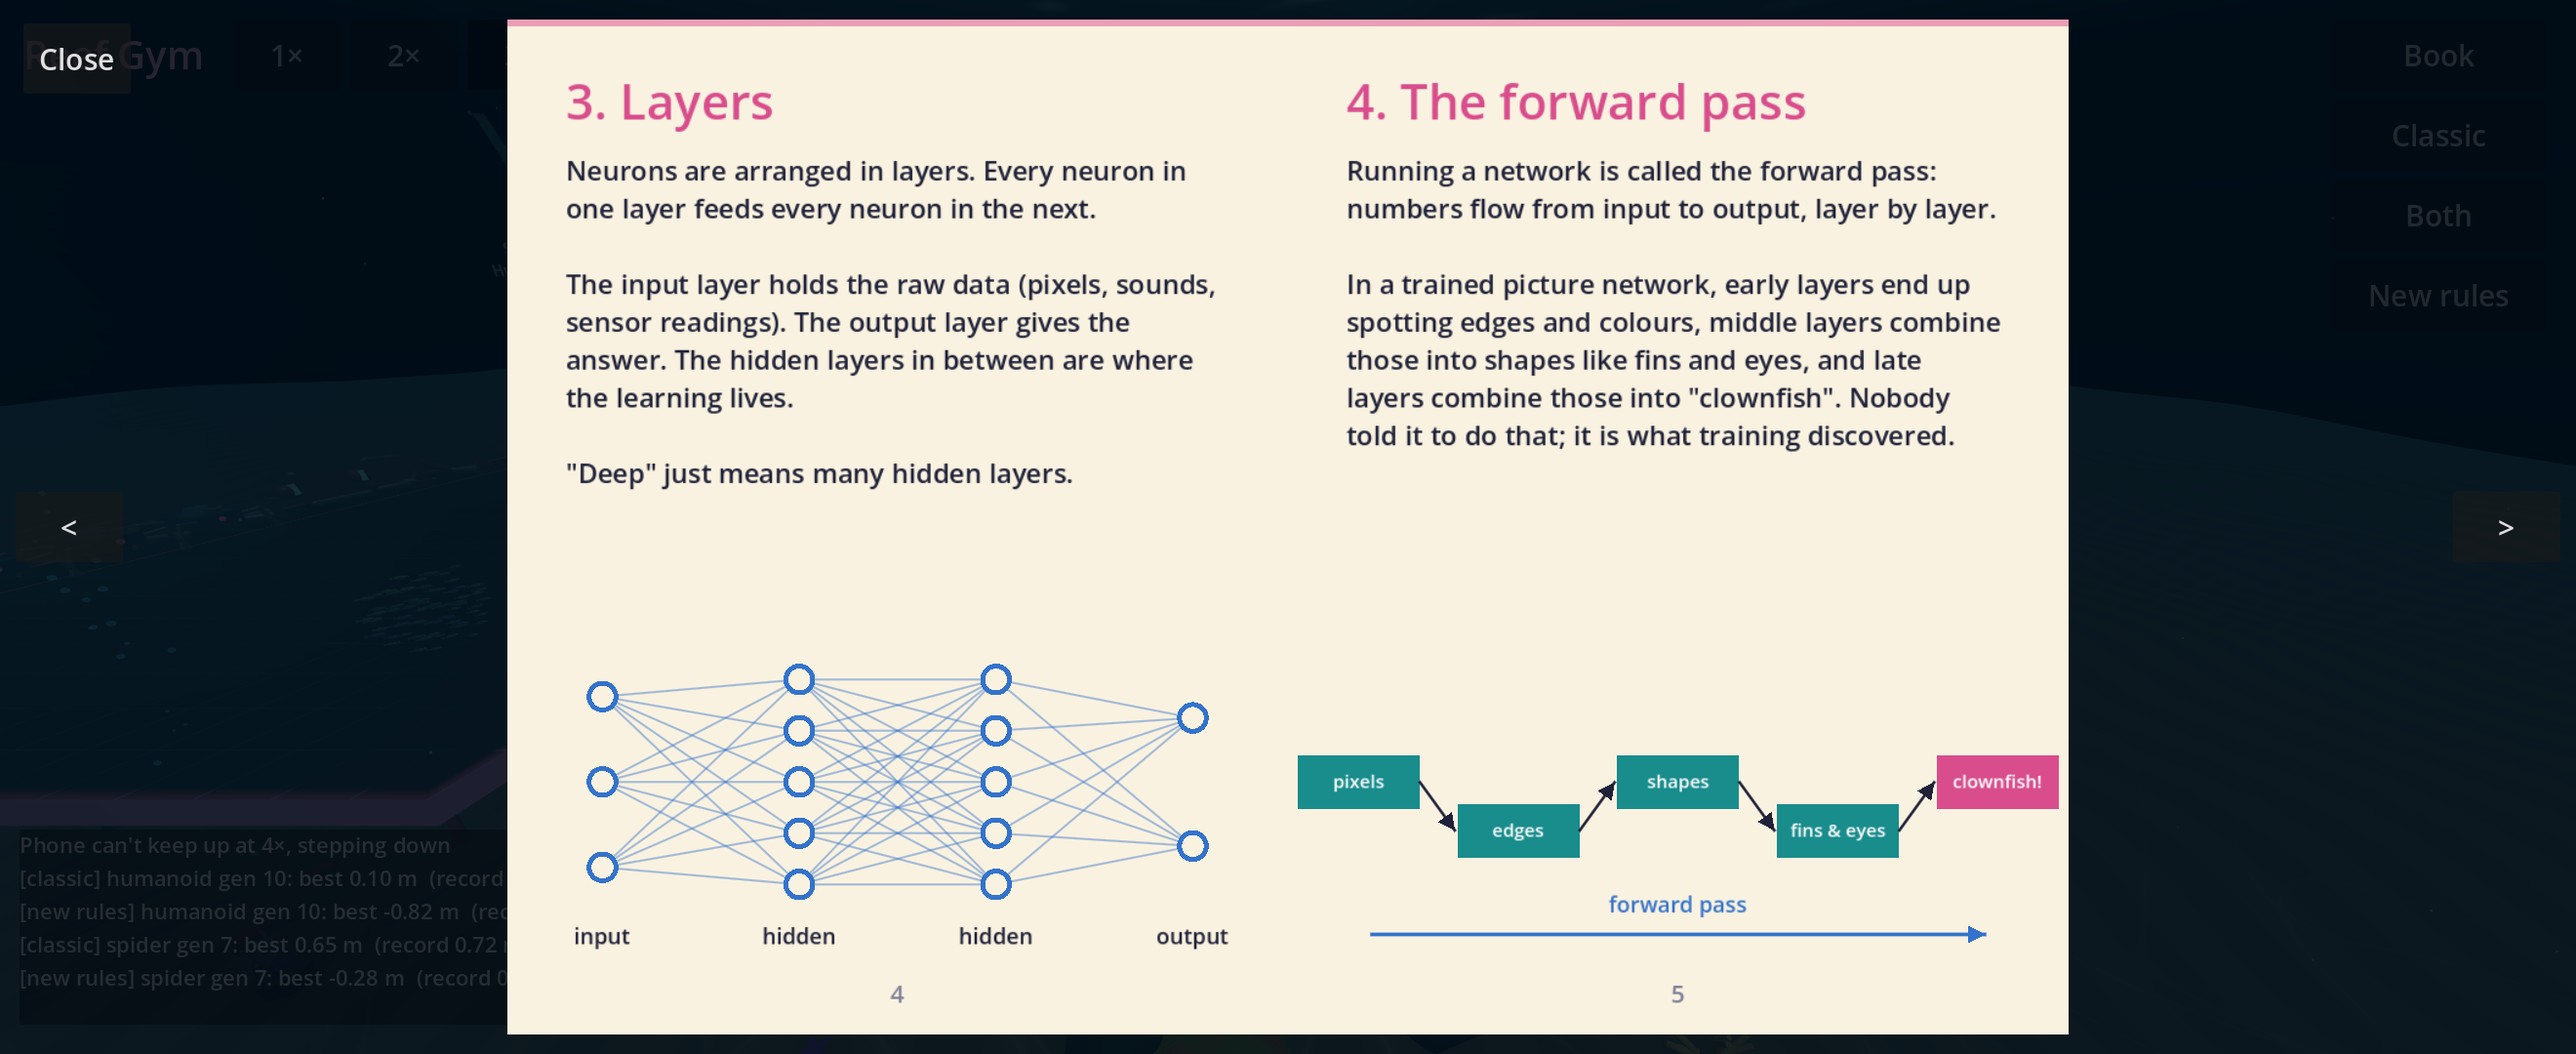 Close
Gym
1×
2×
Book
Classic
Both
New rules
<
>
3. Layers
Neurons are arranged in layers. Every neuron in
one layer feeds every neuron in the next.
The input layer holds the raw data (pixels, sounds,
sensor readings). The output layer gives the
answer. The hidden layers in between are where
the learning lives.
"Deep" just means many hidden layers.
input
hidden
hidden
output
4
4. The forward pass
Running a network is called the forward pass:
numbers flow from input to output, layer by layer.
In a trained picture network, early layers end up
spotting edges and colours, middle layers combine
those into shapes like fins and eyes, and late
layers combine those into "clownfish". Nobody
told it to do that; it is what training discovered.
pixels
edges
shapes
fins & eyes
clownfish!
forward pass
5
Phone can't keep up at 4×, stepping down
[classic] humanoid gen 10: best 0.10 m (record
[new rules] humanoid gen 10: best -0.82 m
[classic] spider gen 7: best 0.65 m (record 0.72
[new rules] spider gen 7: best -0.28 m (record